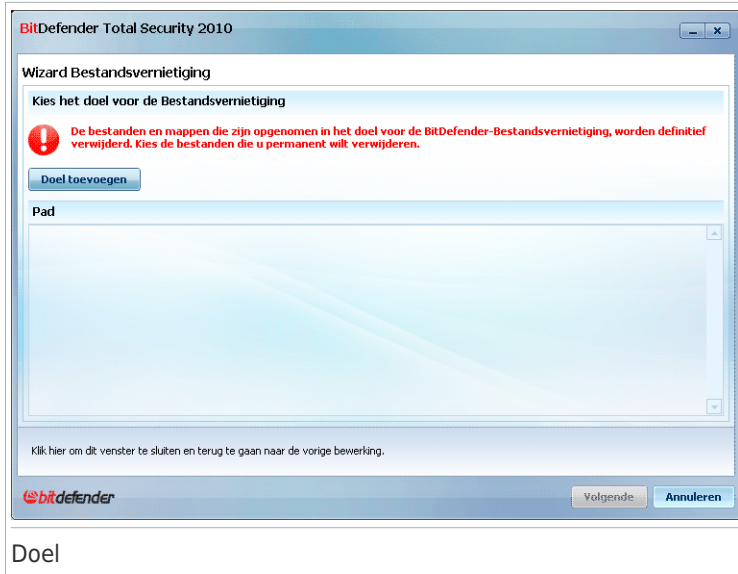 BitDefender Total Security 2010
Wizard Bestandsvernietiging
Kies het doel voor de Bestandsvernietiging
De bestanden en mappen die zijn opgenomen in het doel voor de BitDefender-Bestandsvernietiging, worden definitief
verwijderd. Kies de bestanden die u permanent wilt verwijderen.
Doel toevoegen
Pad
Klik hier om dit venster te sluiten en terug te gaan naar de vorige bewerking.
bitdefender
Volgende
Annuleren
Doel